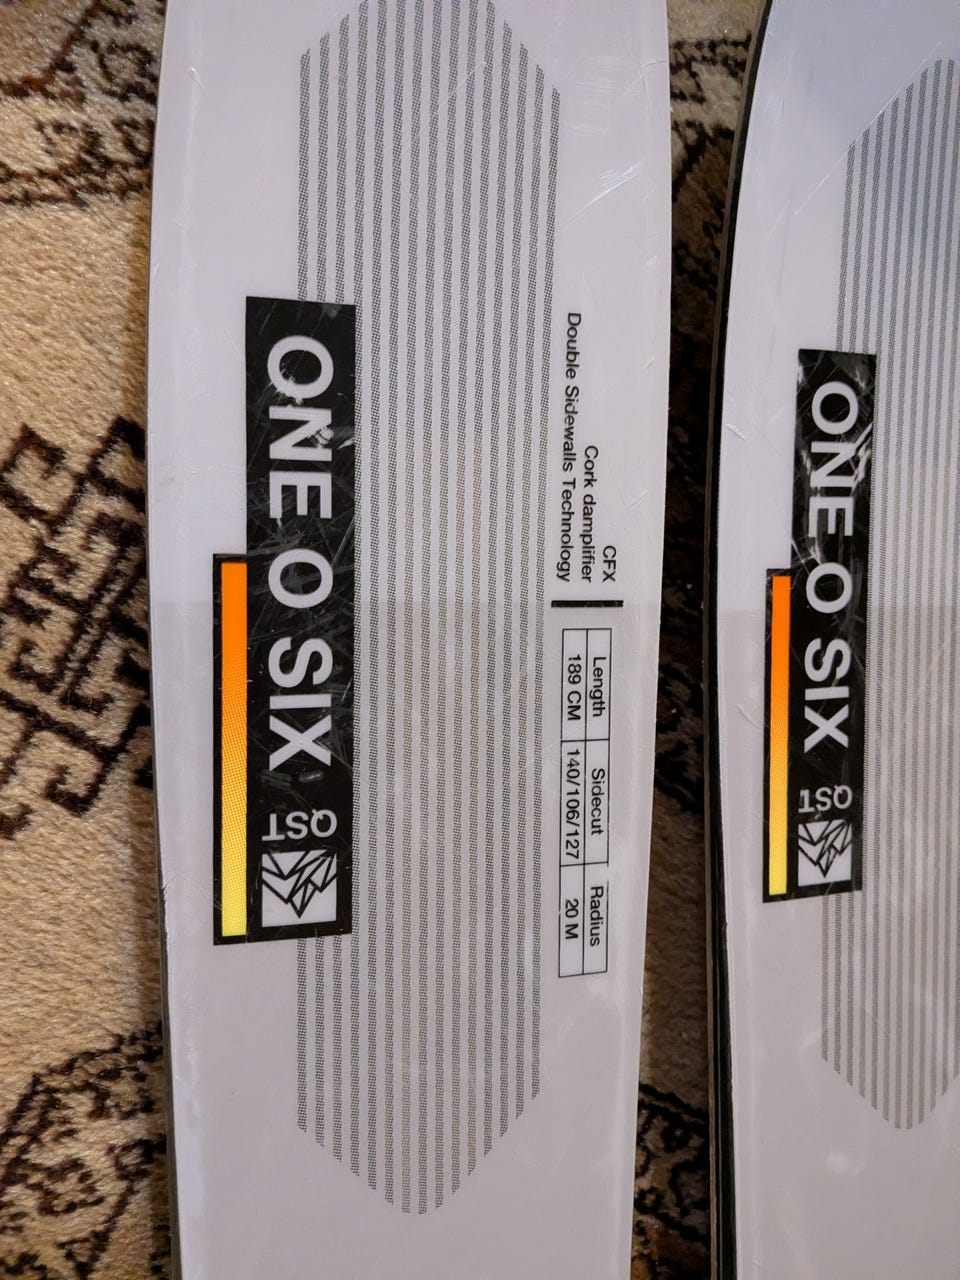 ONE O SIX
QST
CFX
Cork damplifier
Double Sidewalls Technology
Length Sidecut Radius
189 CM 140/106/127 20 M
ONE O SIX
QST